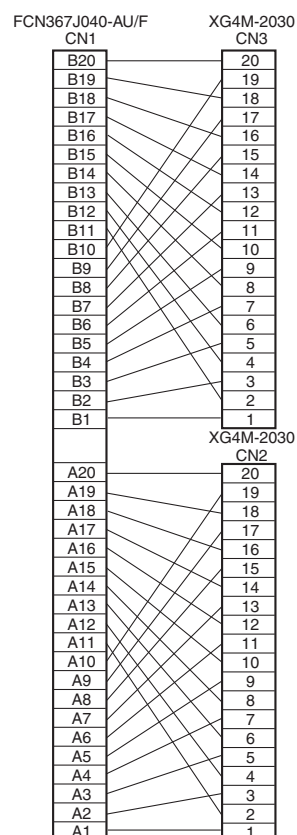 FCN367J040-AU/F XG4M-2030
CN1 CN3
B20 20
B19 19
B18 18
B17 17
B16 16
B15 15
B14 14
B13 13
B12 12
B11 11
B10 10
B9 9
B8 8
B7 7
B6 6
B5 5
B4 4
B3 3
B2 2
B1 1
XG4M-2030
CN2
A20 20
A19 19
A18 18
A17 17
A16 16
A15 15
A14 14
A13 13
A12 12
A11 11
A10 10
A9 9
A8 8
A7 7
A6 6
A5 5
A4 4
A3 3
A2 2
A1 1